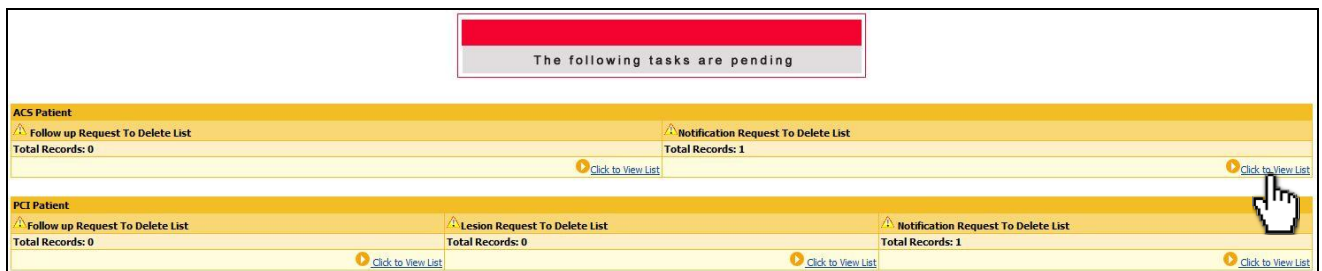 The following tasks are pending
ACS Patient
Follow up Request To Delete List Notification Request To Delete List
Total Records: 0 Total Records: 1
Click to View List Click to View List
PCI Patient
Follow up Request To Delete List Lesion Request To Delete List Notification Request To Delete List
Total Records: 0 Total Records: 0 Total Records: 1
Click to View List Click to View List Click to View List